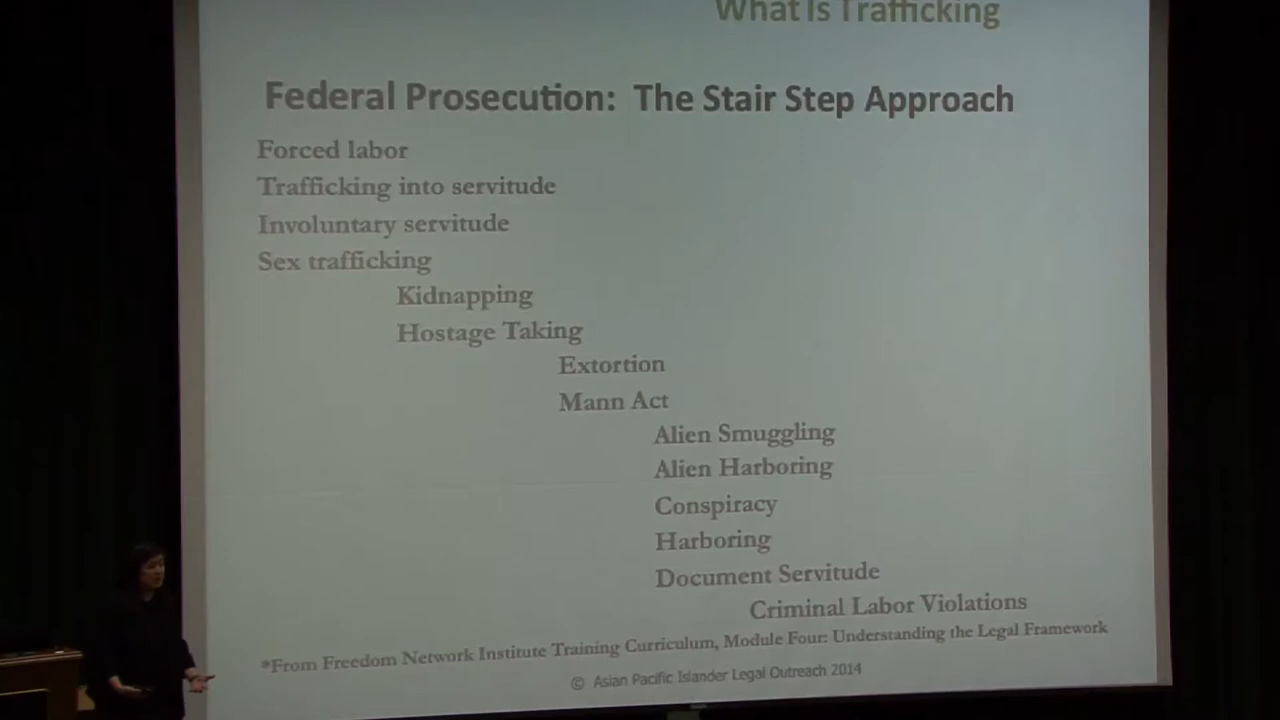 What Is Trafficking
Federal Prosecution: The Stair Step Approach
Forced labor
Trafficking into servitude
Involuntary servitude
Sex trafficking
Kidnapping
Hostage Taking
Extortion
Mann Act
Alien Smuggling
Alien Harboring
Conspiracy
Harboring
Document Servitude
Criminal Labor Violations
*From Freedom Network Institute Training Curriculum, Module Four: Understanding the Legal Framework
© Asian Pacific Islander Legal Outreach 2014